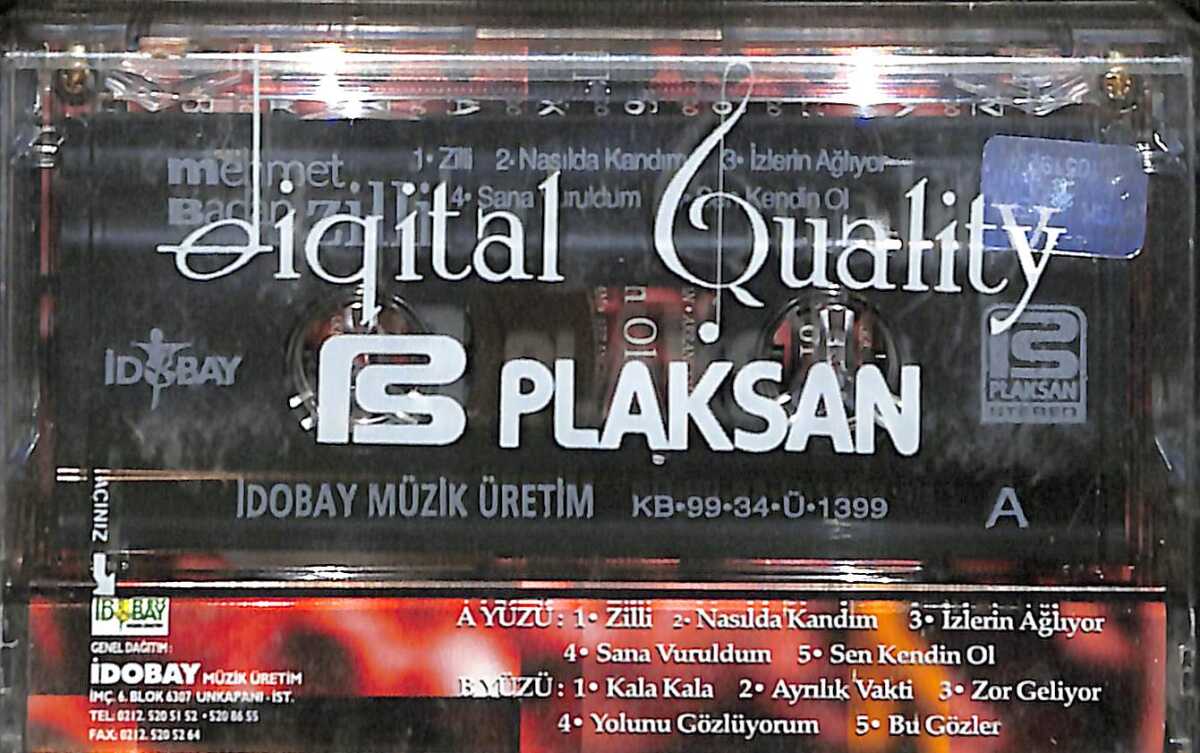 mehmet
Badan Zilli
1• Zilli 2• Nasılda Kandım 3• İzlerin Ağlıyor
4• Sana Vuruldum 5• Sen Kendin Ol
Digital Quality
İDOBAY
PLAKSAN
PLAKSAN
STEREO
İDOBAY MÜZİK ÜRETİM KB•99•34•Ü•1399 A
AÇINIZ
İDOBAY
GENEL DAĞITIM:
İDOBAY MÜZİK ÜRETİM
İMÇ. 6. BLOK 6307 UNKAPANI - İST.
TEL: 0212. 520 51 52 • 520 86 55
FAX: 0212. 520 52 64
A YÜZÜ : 1• Zilli 2• Nasılda Kandım 3• İzlerin Ağlıyor
4• Sana Vuruldum 5• Sen Kendin Ol
B YÜZÜ : 1• Kala Kala 2• Ayrılık Vakti 3• Zor Geliyor
4• Yolunu Gözlüyorum 5• Bu Gözler